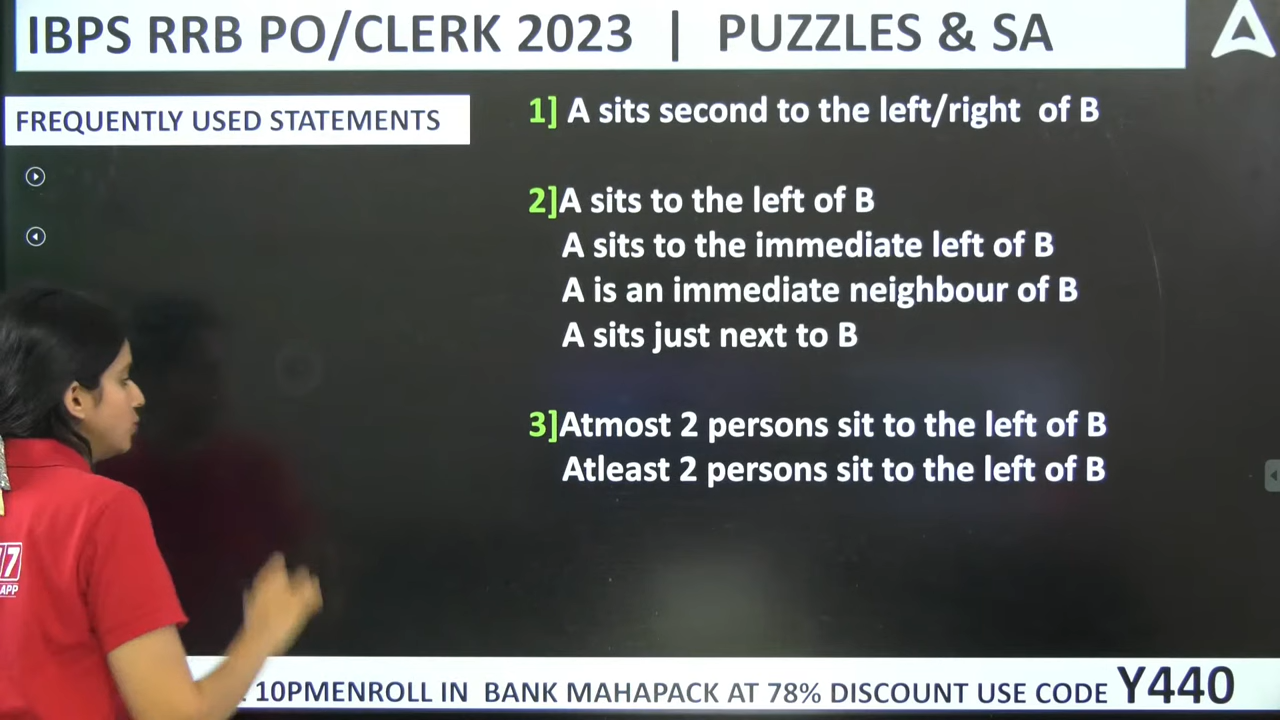 IBPS RRB PO/CLERK 2023 | PUZZLES & SA
FREQUENTLY USED STATEMENTS
1] A sits second to the left/right of B
2]A sits to the left of B
A sits to the immediate left of B
A is an immediate neighbour of B
A sits just next to B
3]Atmost 2 persons sit to the left of B
Atleast 2 persons sit to the left of B
7
APP
10PMENROLL IN BANK MAHAPACK AT 78% DISCOUNT USE CODE Y440